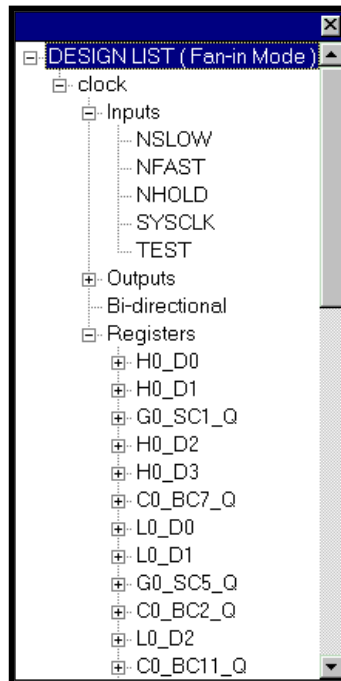 DESIGN LIST ( Fan-in Mode )
clock
Inputs
NSLOW
NFAST
NHOLD
SYSCLK
TEST
Outputs
Bi-directional
Registers
H0_D0
H0_D1
G0_SC1_Q
H0_D2
H0_D3
C0_BC7_Q
L0_D0
L0_D1
G0_SC5_Q
C0_BC2_Q
L0_D2
C0_BC11_Q